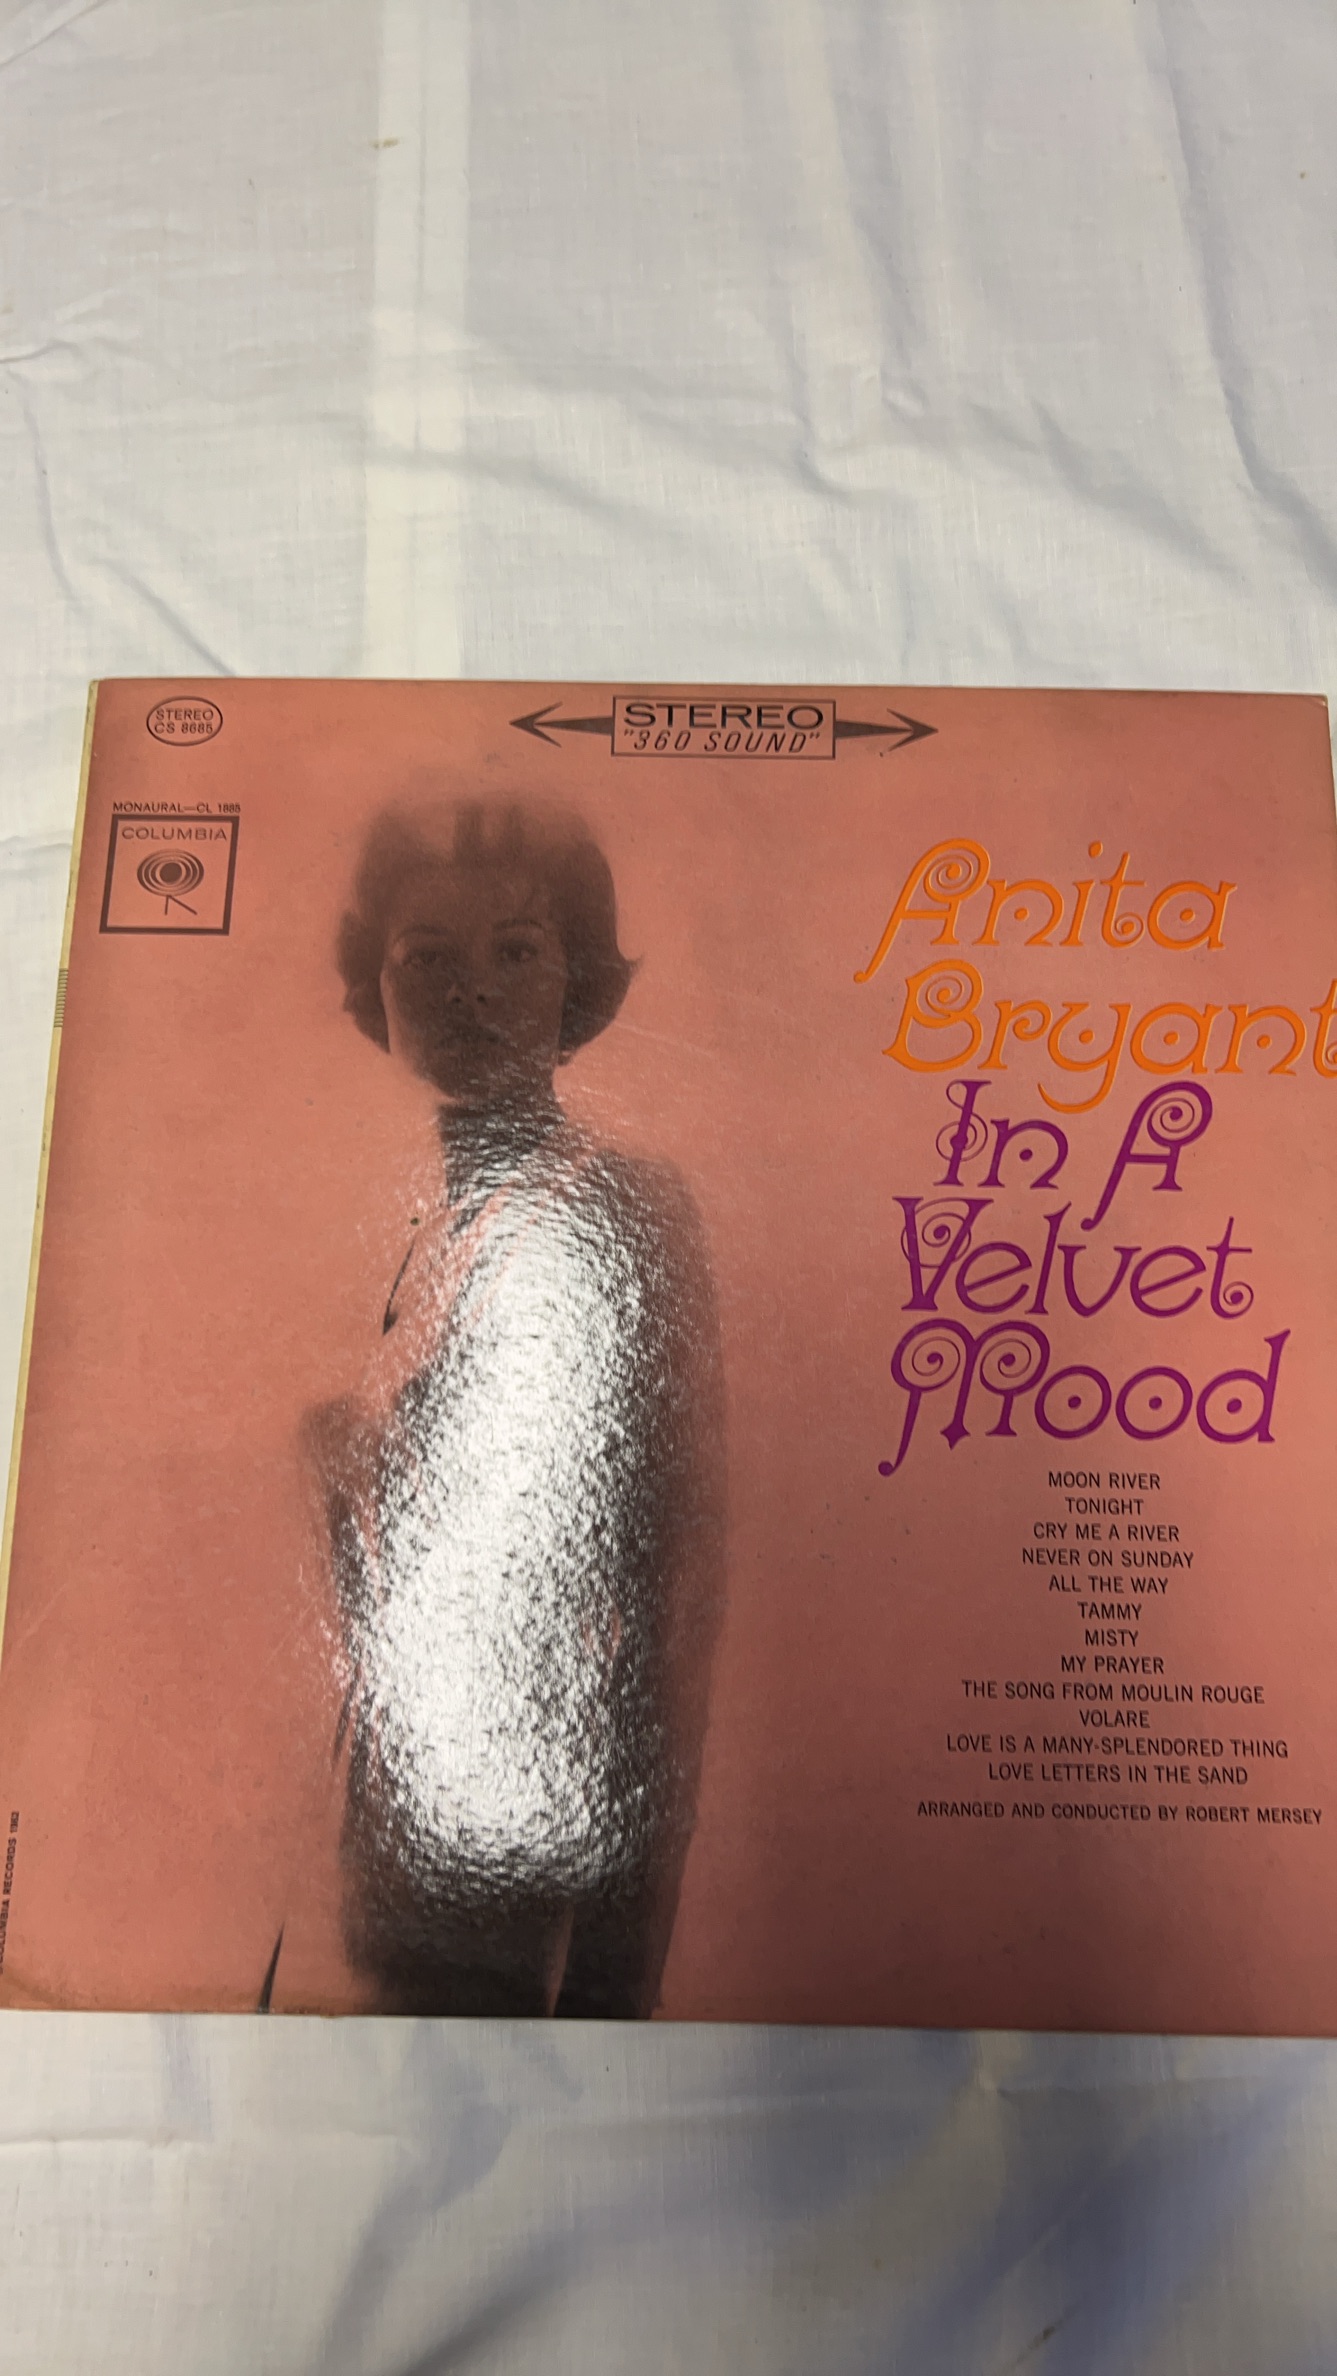 STEREO
CS 8685
STEREO
"360 SOUND"
MONAURAL—CL 1885
COLUMBIA
Anita
Bryant
In A
Velvet
Mood
MOON RIVER
TONIGHT
CRY ME A RIVER
NEVER ON SUNDAY
ALL THE WAY
TAMMY
MISTY
MY PRAYER
THE SONG FROM MOULIN ROUGE
VOLARE
LOVE IS A MANY-SPLENDORED THING
LOVE LETTERS IN THE SAND
ARRANGED AND CONDUCTED BY ROBERT MERSEY
COLUMBIA RECORDS 1962